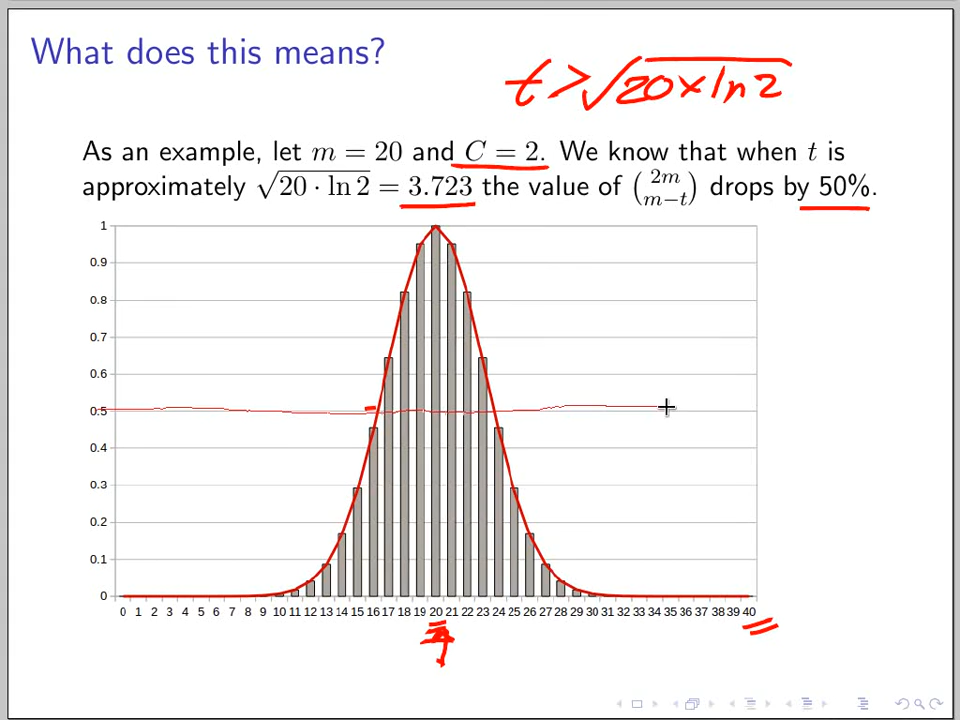 What does this means?
t > √20 × ln 2
As an example, let m = 20 and C = 2. We know that when t is
approximately √20 · ln 2 = 3.723 the value of (2m m−t) drops by 50%.
1
0.9
0.8
0.7
0.6
0.5
0.4
0.3
0.2
0.1
0
0 1 2 3 4 5 6 7 8 9 10 11 12 13 14 15 16 17 18 19 20 21 22 23 24 25 26 27 28 29 30 31 32 33 34 35 36 37 38 39 40